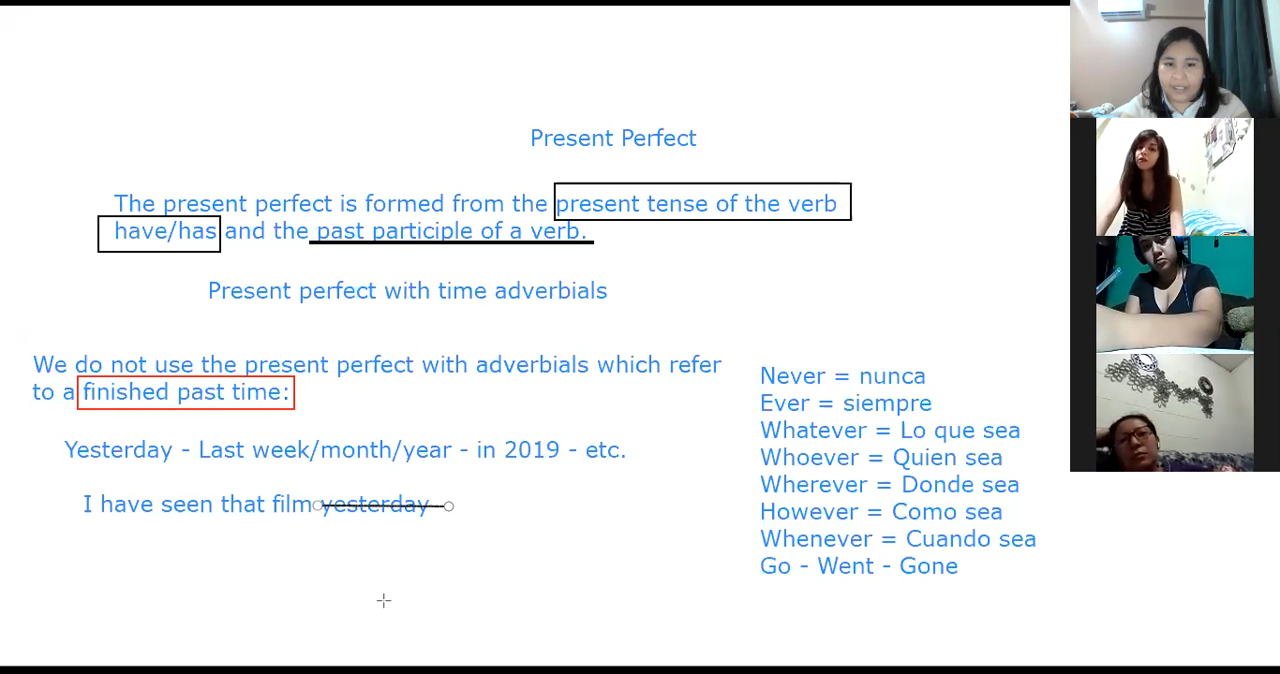 Present Perfect
The present perfect is formed from the present tense of the verb
have/has and the past participle of a verb.
Present perfect with time adverbials
We do not use the present perfect with adverbials which refer
to a finished past time:
Yesterday - Last week/month/year - in 2019 - etc.
I have seen that film yesterday
Never = nunca
Ever = siempre
Whatever = Lo que sea
Whoever = Quien sea
Wherever = Donde sea
However = Como sea
Whenever = Cuando sea
Go - Went - Gone